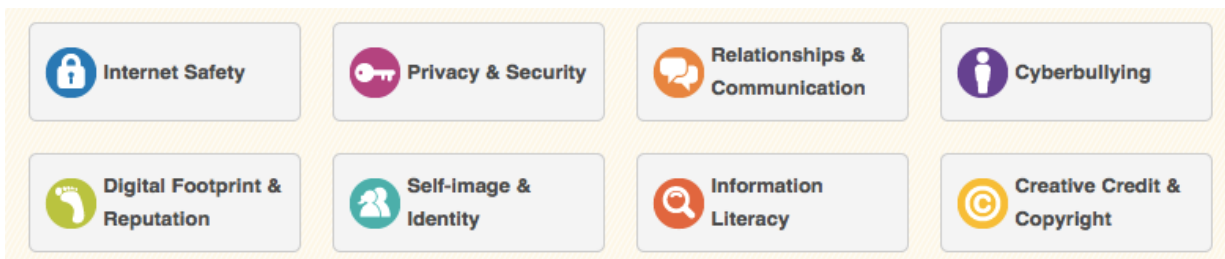 Internet Safety
Privacy & Security
Relationships &
Communication
Cyberbullying
Digital Footprint &
Reputation
Self-image &
Identity
Information
Literacy
Creative Credit &
Copyright